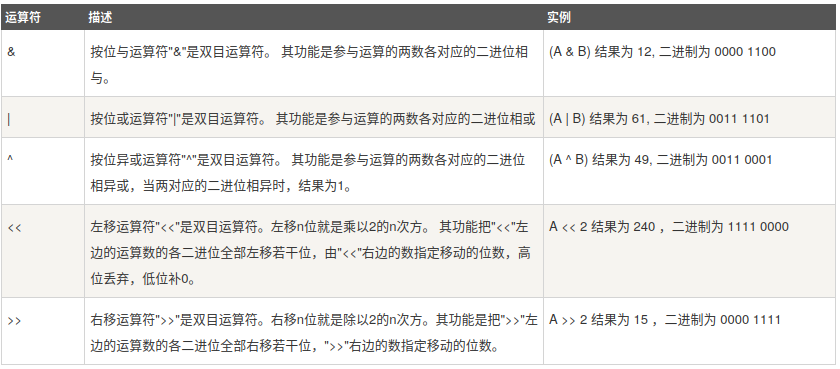 运算符 描述 实例
& 按位与运算符"&"是双目运算符。 其功能是参与运算的两数各对应的二进位相 (A & B) 结果为 12, 二进制为 0000 1100
与。
| 按位或运算符"|"是双目运算符。 其功能是参与运算的两数各对应的二进位相或 (A | B) 结果为 61, 二进制为 0011 1101
^ 按位异或运算符"^"是双目运算符。 其功能是参与运算的两数各对应的二进位 (A ^ B) 结果为 49, 二进制为 0011 0001
相异或，当两对应的二进位相异时，结果为1。
<< 左移运算符"<<"是双目运算符。左移n位就是乘以2的n次方。 其功能把"<<"左 A << 2 结果为 240 ，二进制为 1111 0000
边的运算数的各二进位全部左移若干位，由"<<"右边的数指定移动的位数，高
位丢弃，低位补0。
>> 右移运算符">>"是双目运算符。右移n位就是除以2的n次方。其功能是把">>"左 A >> 2 结果为 15 ，二进制为 0000 1111
边的运算数的各二进位全部右移若干位，">>"右边的数指定移动的位数。